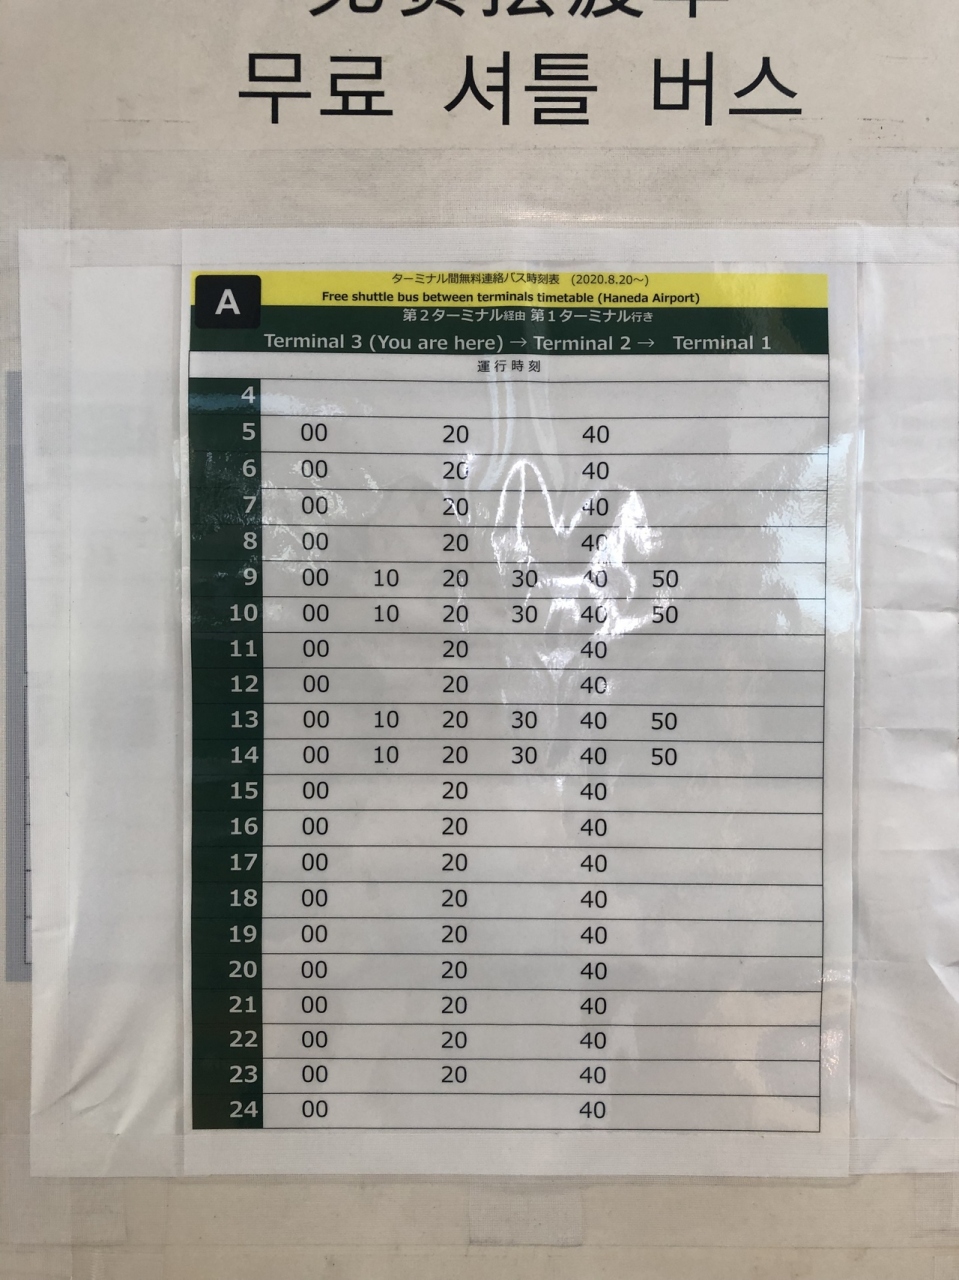 무료 셔틀 버스
A
ターミナル間無料連絡バス時刻表 (2020.8.20～)
Free shuttle bus between terminals timetable (Haneda Airport)
第2ターミナル経由 第1ターミナル行き
Terminal 3 (You are here) → Terminal 2 → Terminal 1
運行時刻
4
5 00 20 40
6 00 20 40
7 00 20 40
8 00 20 40
9 00 10 20 30 40 50
10 00 10 20 30 40 50
11 00 20 40
12 00 20 40
13 00 10 20 30 40 50
14 00 10 20 30 40 50
15 00 20 40
16 00 20 40
17 00 20 40
18 00 20 40
19 00 20 40
20 00 20 40
21 00 20 40
22 00 20 40
23 00 20 40
24 00 40